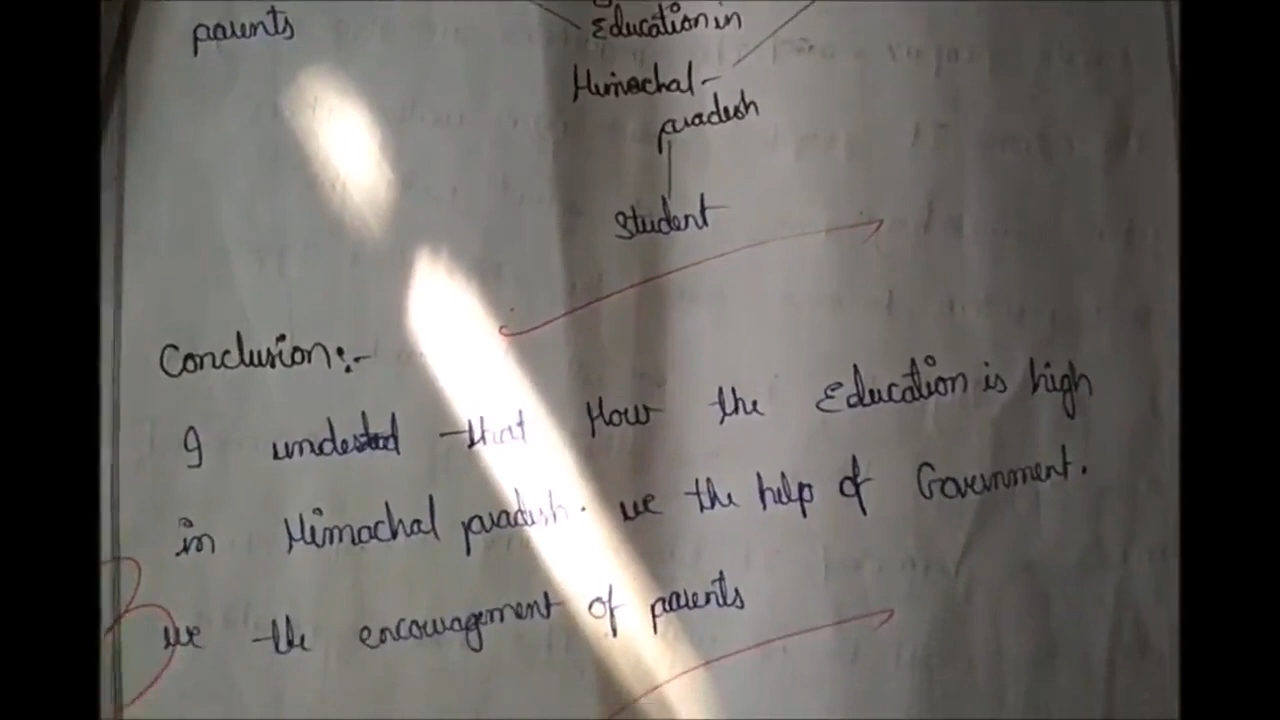 parents
Education in
Himachal-
pradesh
Student
Conclusion:-
I understand that How the Education is high
in Himachal pradesh. we the help of Government.
we the encouragement of parents